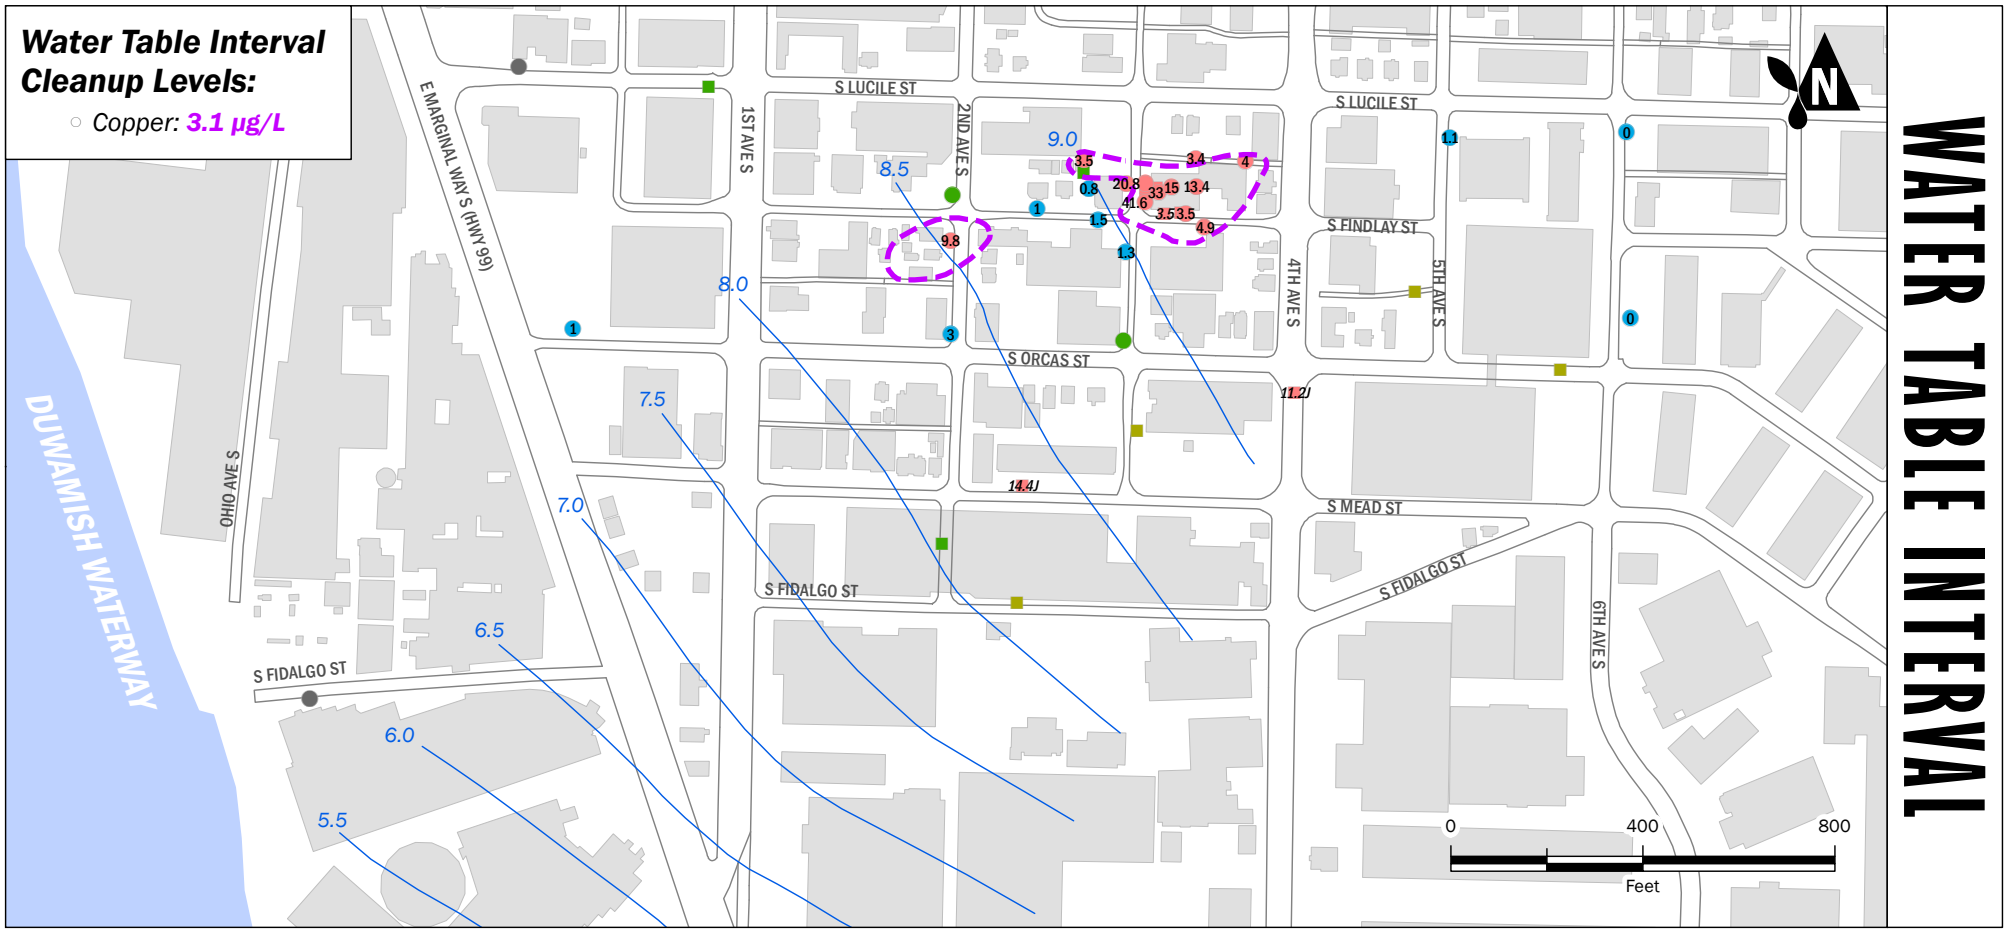 Water Table Interval
Cleanup Levels:
Copper: 3.1 µg/L
N
WATER TABLE INTERVAL
S LUCILE ST
S LUCILE ST
E MARGINAL WAY S (HWY 99)
1ST AVE S
2ND AVE S
9.0
8.5
8.0
7.5
7.0
6.5
6.0
5.5
3.5
3.4
4
1.1
0
0.8
20.8
33
15
13.4
41.6
3.5
3.5
4.9
1
1.5
1.3
9.8
S FINDLAY ST
4TH AVE S
5TH AVE S
0
1
3
S ORCAS ST
11.2J
14.4J
S MEAD ST
OHIO AVE S
DUWAMISH WATERWAY
S FIDALGO ST
S FIDALGO ST
S FIDALGO ST
6TH AVE S
0
400
800
Feet